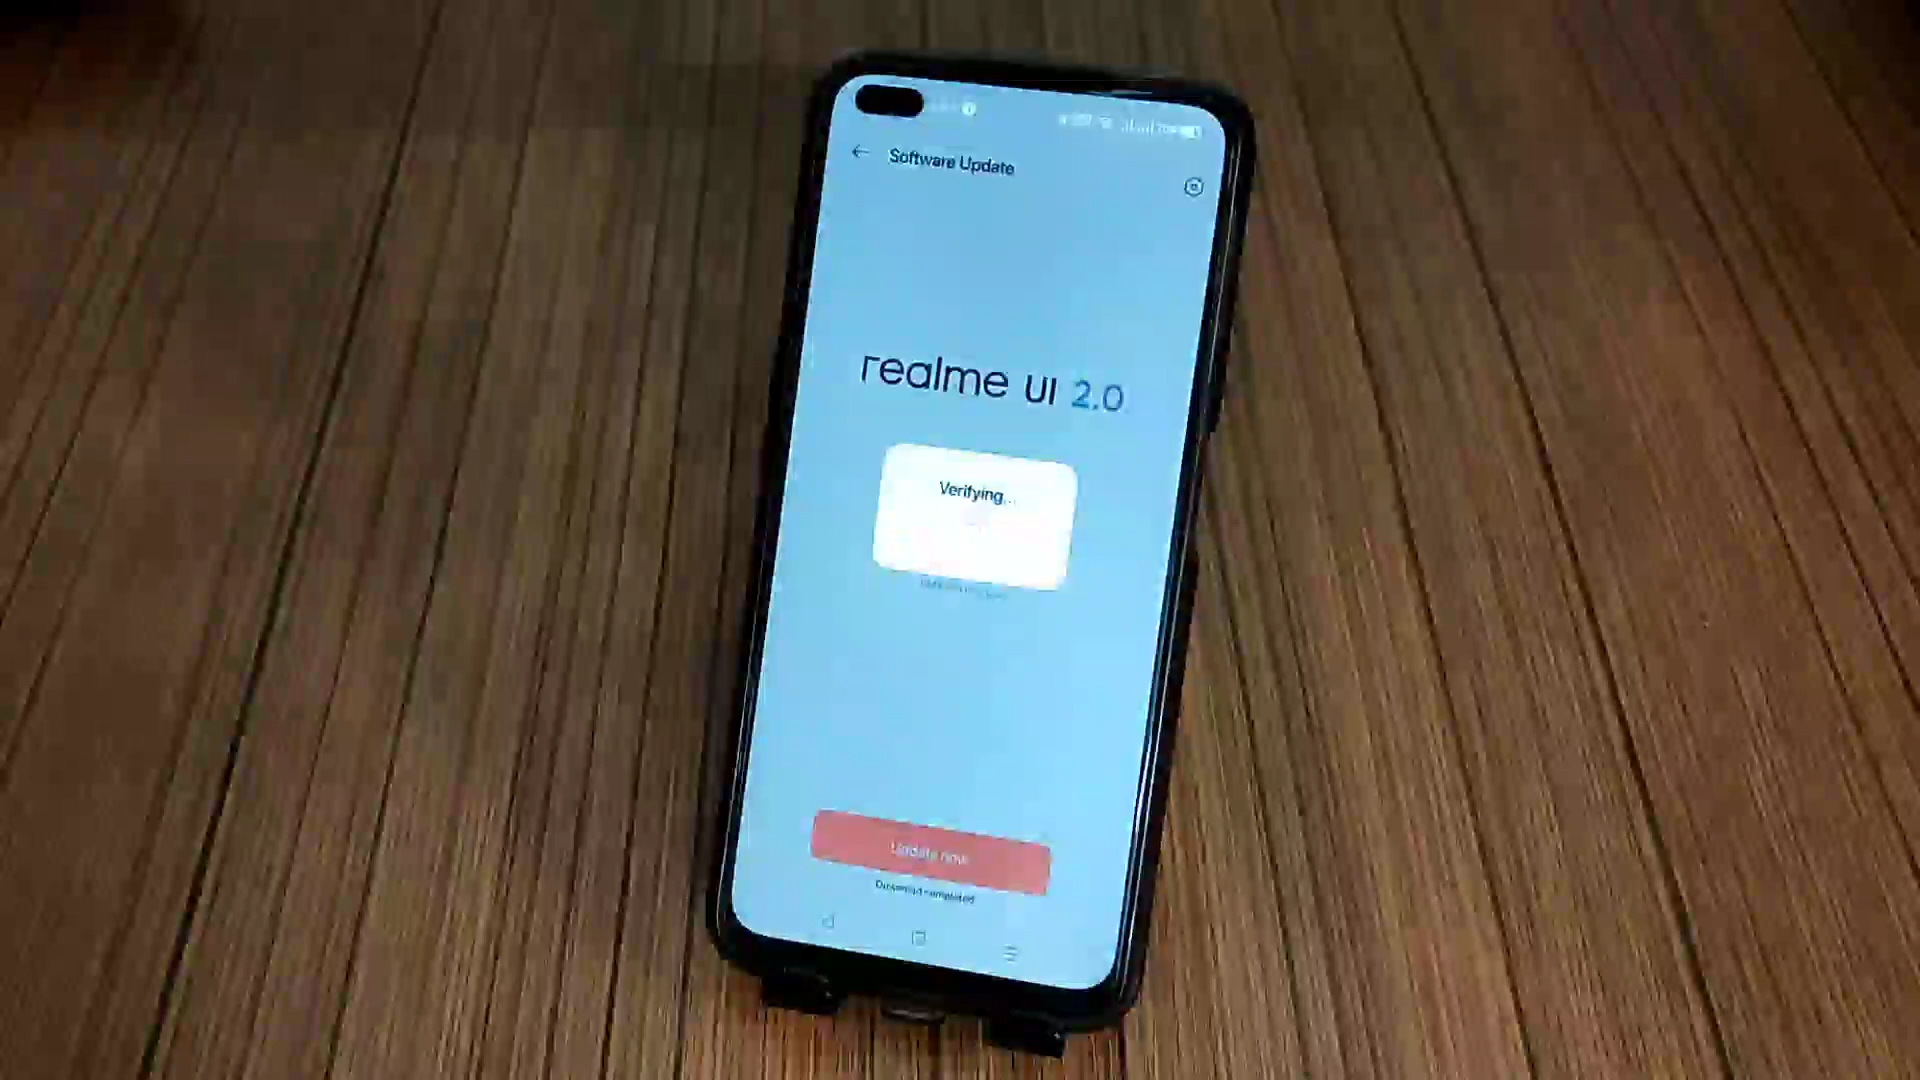 Software Update
realme UI 2.0
Verifying...
Update now
Download completed